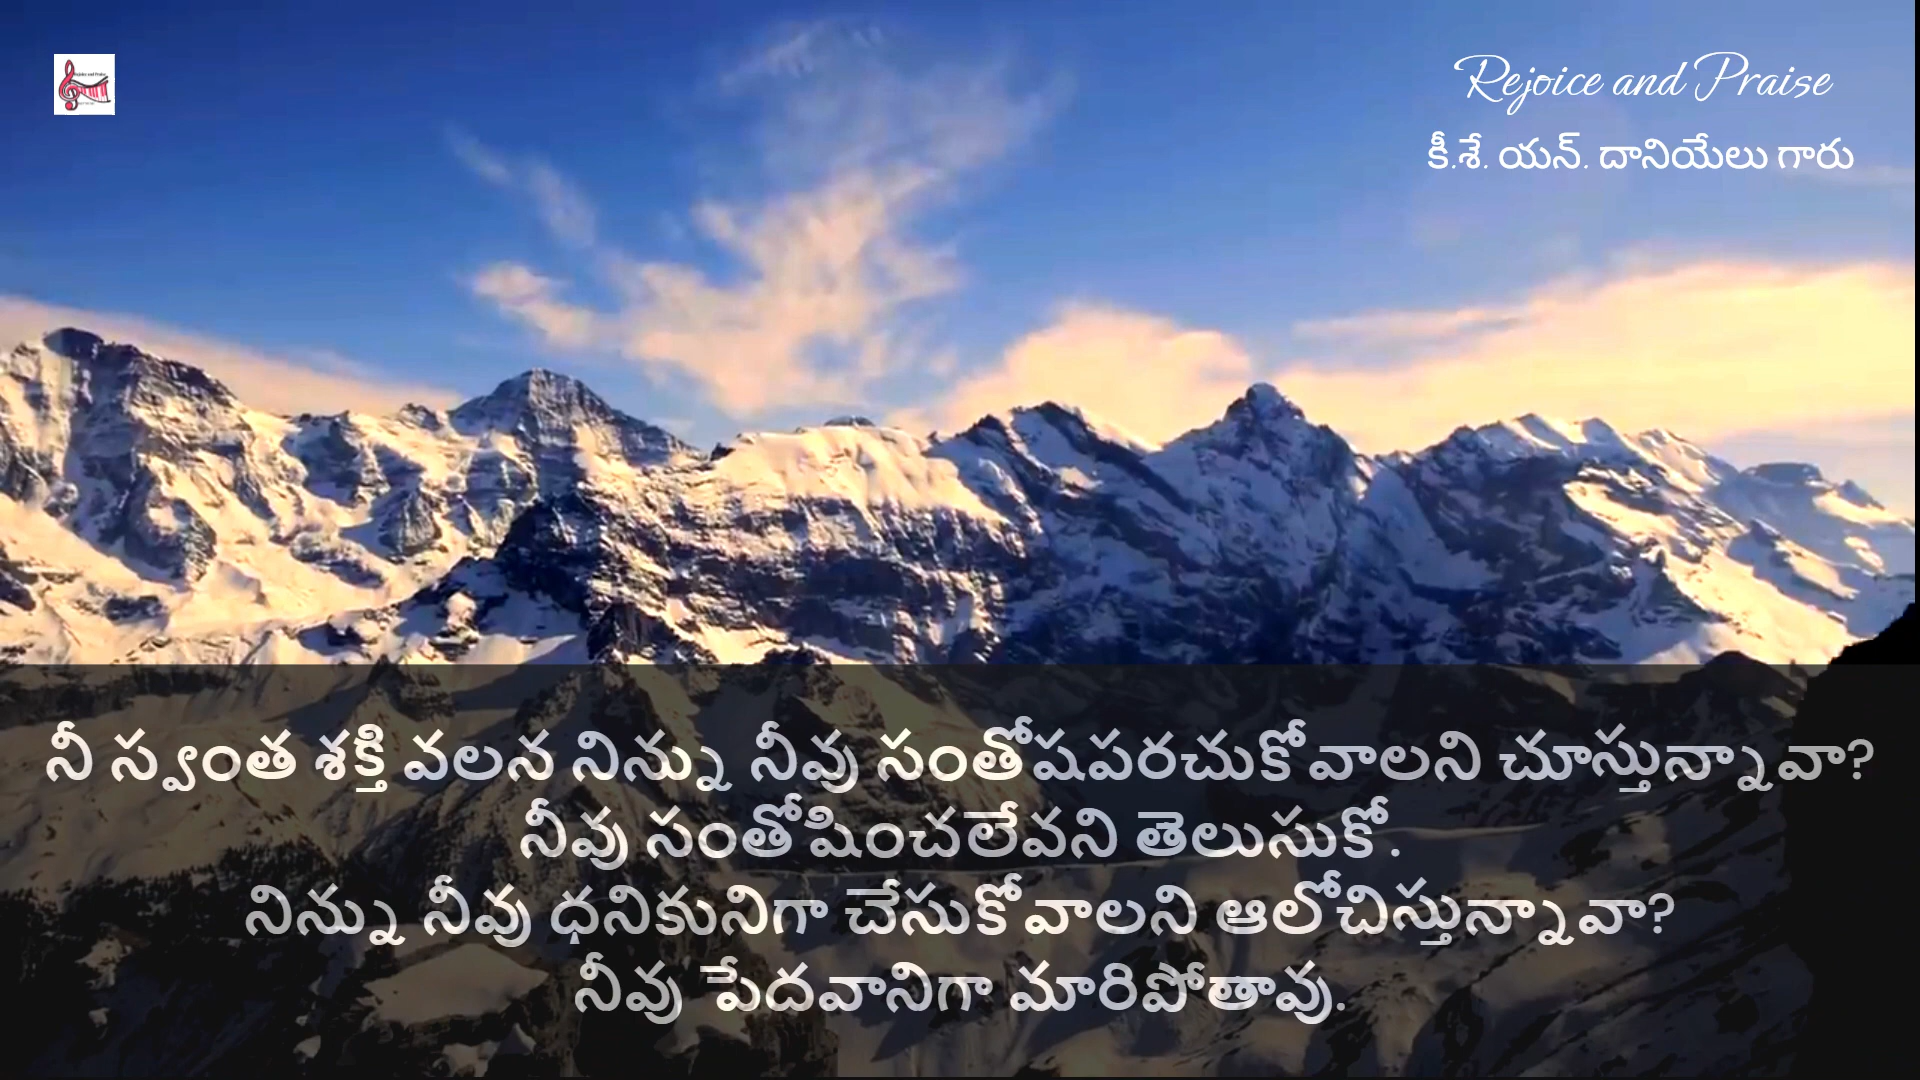 Rejoice and Praise
కీ.శే. యన్. దానియేలు గారు
నీ స్వంత శక్తి వలన నిన్ను నీవు సంతోషపరచుకోవాలని చూస్తున్నావా?
నీవు సంతోషించలేవని తెలుసుకో.
నిన్ను నీవు ధనికునిగా చేసుకోవాలని ఆలోచిస్తున్నావా?
నీవు పేదవానిగా మారిపోతావు.